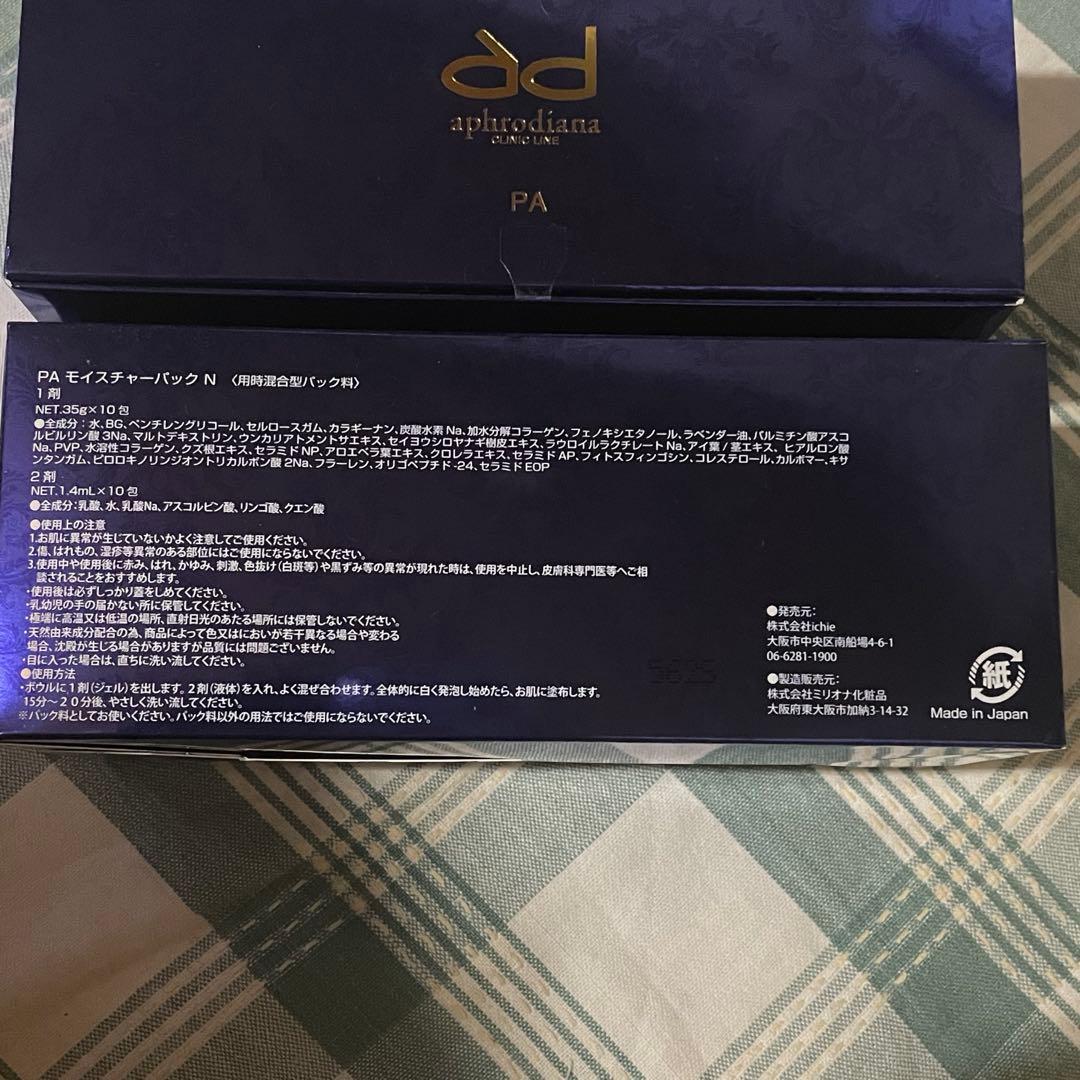 ad
aphrodiana
CLINIC LINE
PA
PA モイスチャーパック N 〈用時混合型パック料〉
1 剤
NET.35g×10 包
●全成分：水、BG、ペンチレングリコール、セルロースガム、カラギーナン、炭酸水素 Na、加水分解コラーゲン、フェノキシエタノール、ラベンダー油、パルミチン酸アスコ
ルビルリン酸 3Na、マルトデキストリン、ウンカリアトメントサエキス、セイヨウシロヤナギ樹皮エキス、ラウロイルラクチレート Na、アイ葉 / 茎エキス、ヒアルロン酸
Na、PVP、水溶性コラーゲン、クズ根エキス、セラミド NP、アロエベラ葉エキス、クロレラエキス、セラミド AP、フィトスフィンゴシン、コレステロール、カルボマー、キサ
ンタンガム、ピロロキノリンジオントリカルボン酸 2Na、フラーレン、オリゴペプチド -24、セラミド EOP
2 剤
NET.1.4mL×10 包
●全成分：乳酸、水、乳酸Na、アスコルビン酸、リンゴ酸、クエン酸
●使用上の注意
1.お肌に異常が生じていないかよく注意してご使用ください。
2.傷、はれもの、湿疹等異常のある部位にはご使用にならないでください。
3.使用中や使用後に赤み、はれ、かゆみ、刺激、色抜け(白斑等)や黒ずみ等の異常が現れた時は、使用を中止し、皮膚科専門医等へご相
談されることをおすすめします。
・使用後は必ずしっかり蓋をしめてください。
・乳幼児の手の届かない所に保管してください。
・極端に高温又は低温の場所、直射日光のあたる場所には保管しないでください。
・天然由来成分配合の為、商品によって色又はにおいが若干異なる場合や変わる
場合、沈殿が生じる場合がありますが品質には問題ございません。
・目に入った場合は、直ちに洗い流してください。
●使用方法
・ボウルに1剤(ジェル)を出します。2剤(液体)を入れ、よく混ぜ合わせます。全体的に白く発泡し始めたら、お肌に塗布します。
15分～20分後、やさしく洗い流してください。
※パック料としてお使いください。パック料以外の用法ではご使用にならないでください。
●発売元：
株式会社ichie
大阪市中央区南船場4-6-1
06-6281-1900
●製造販売元：
株式会社ミリオナ化粧品
大阪府東大阪市加納3-14-32
紙
Made in Japan